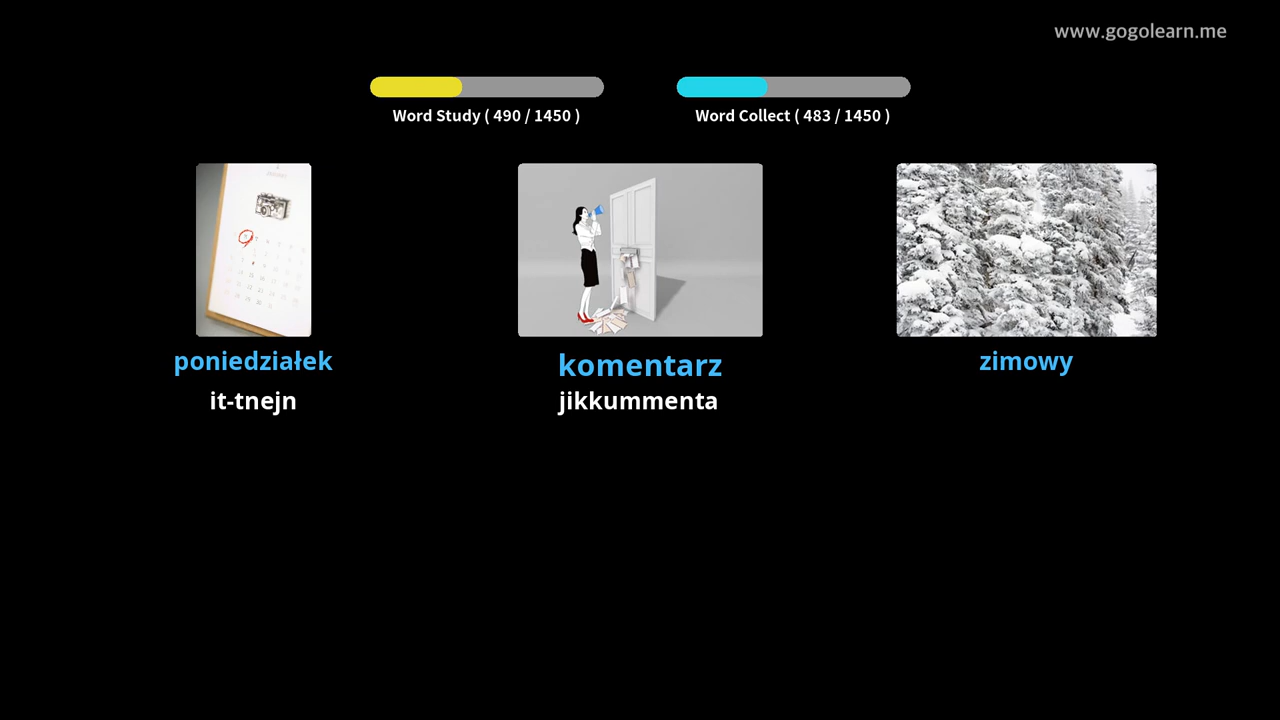 www.gogolearn.me
Word Study ( 490 / 1450 )
Word Collect ( 483 / 1450 )
poniedziałek
komentarz
zimowy
it-tnejn
jikkummenta